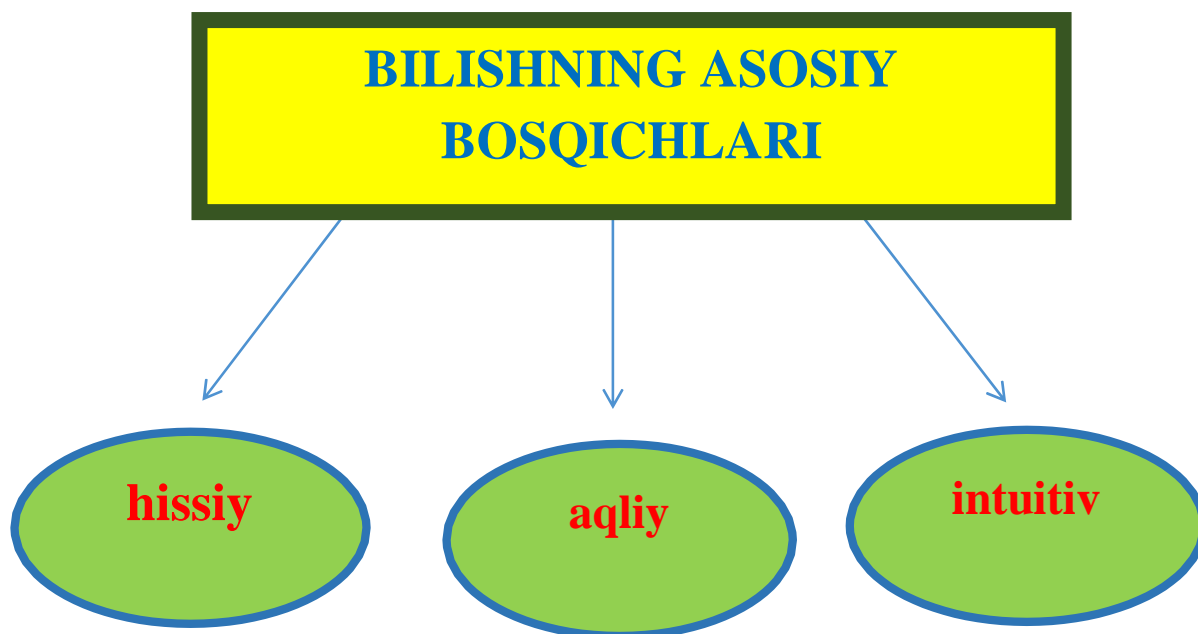 BILISHNING ASOSIY
BOSQICHLARI
hissiy
aqliy
intuitiv